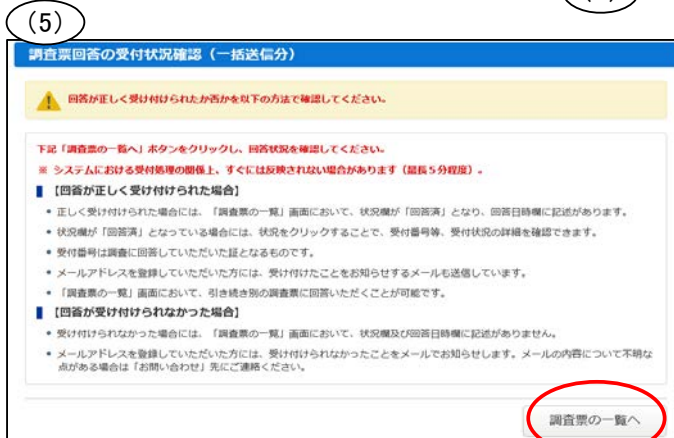 (5)
調査票回答の受付状況確認（一括送信分）
回答が正しく受け付けられたか否かを以下の方法で確認してください。
下記「調査票の一覧へ」ボタンをクリックし、回答状況を確認してください。
※ システムにおける受付処理の関係上、すぐには反映されない場合があります（最長５分程度）。
【回答が正しく受け付けられた場合】
• 正しく受け付けられた場合には、「調査票の一覧」画面において、状況欄が「回答済」となり、回答日時欄に記述があります。
• 状況欄が「回答済」となっている場合には、状況をクリックすることで、受付番号等、受付状況の詳細を確認できます。
• 受付番号は調査に回答していただいた証となるものです。
• メールアドレスを登録していただいた方には、受け付けたことをお知らせするメールも送信しています。
• 「調査票の一覧」画面において、引き続き別の調査票に回答いただくことが可能です。
【回答が受け付けられなかった場合】
• 受け付けられなかった場合には、「調査票の一覧」画面において、状況欄及び回答日時欄に記述がありません。
• メールアドレスを登録していただいた方には、受け付けられなかったことをメールでお知らせします。メールの内容について不明な
点がある場合は「お問い合わせ」先にご連絡ください。
調査票の一覧へ